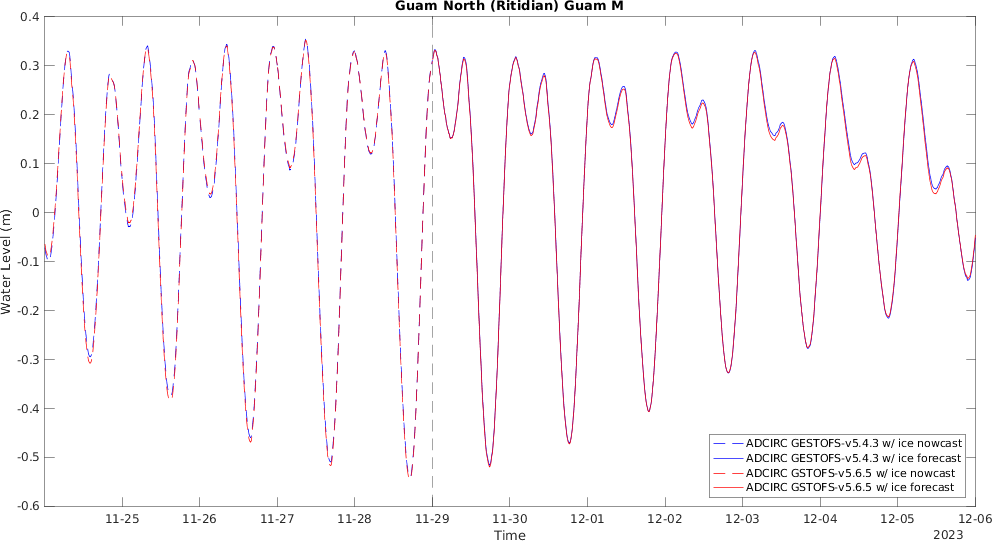 Guam North (Ritidian) Guam M
0.4
0.3
0.2
0.1
0
-0.1
-0.2
-0.3
-0.4
-0.5
-0.6
Water Level (m)
ADCIRC GESTOFS-v5.4.3 w/ ice nowcast
ADCIRC GESTOFS-v5.4.3 w/ ice forecast
ADCIRC GSTOFS-v5.6.5 w/ ice nowcast
ADCIRC GSTOFS-v5.6.5 w/ ice forecast
11-25 11-26 11-27 11-28 11-29 11-30 12-01 12-02 12-03 12-04 12-05 12-06
Time
2023